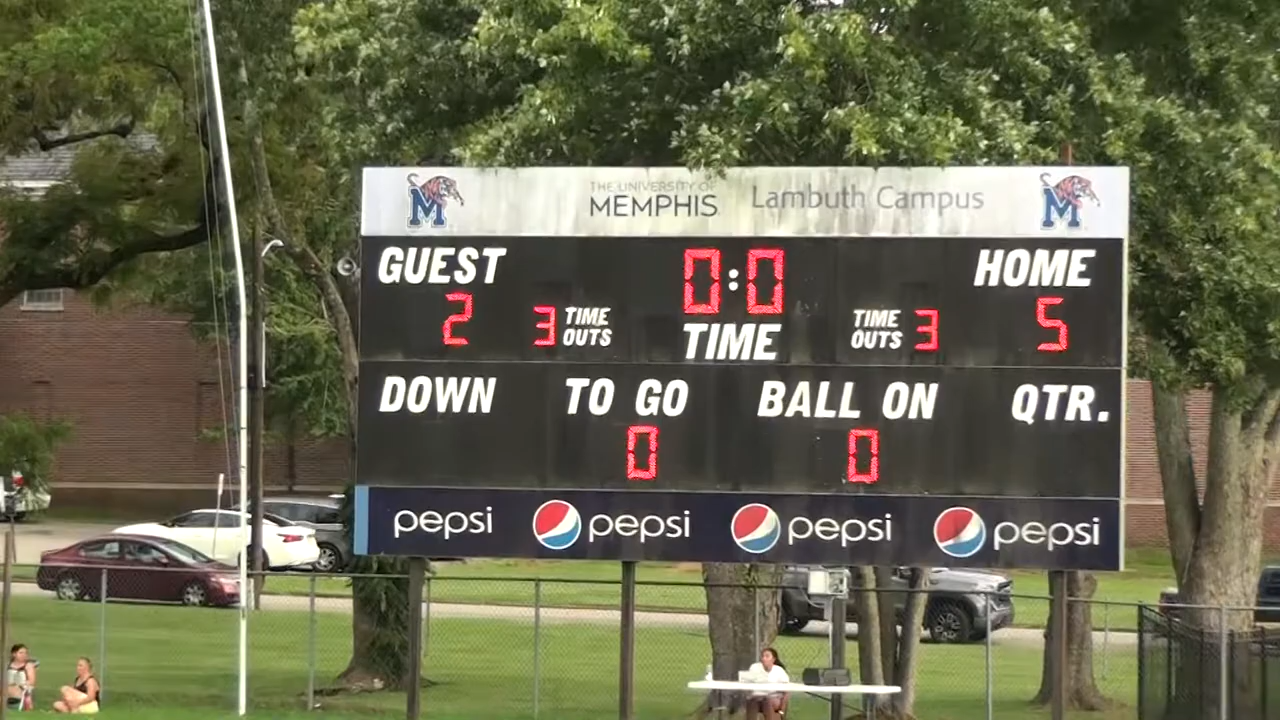 M
THE UNIVERSITY OF
MEMPHIS
Lambuth Campus
M
GUEST
0:0
HOME
2
3
TIME
OUTS
TIME
TIME
OUTS
3
5
DOWN
TO GO
BALL ON
QTR.
0
0
pepsi
pepsi
pepsi
pepsi